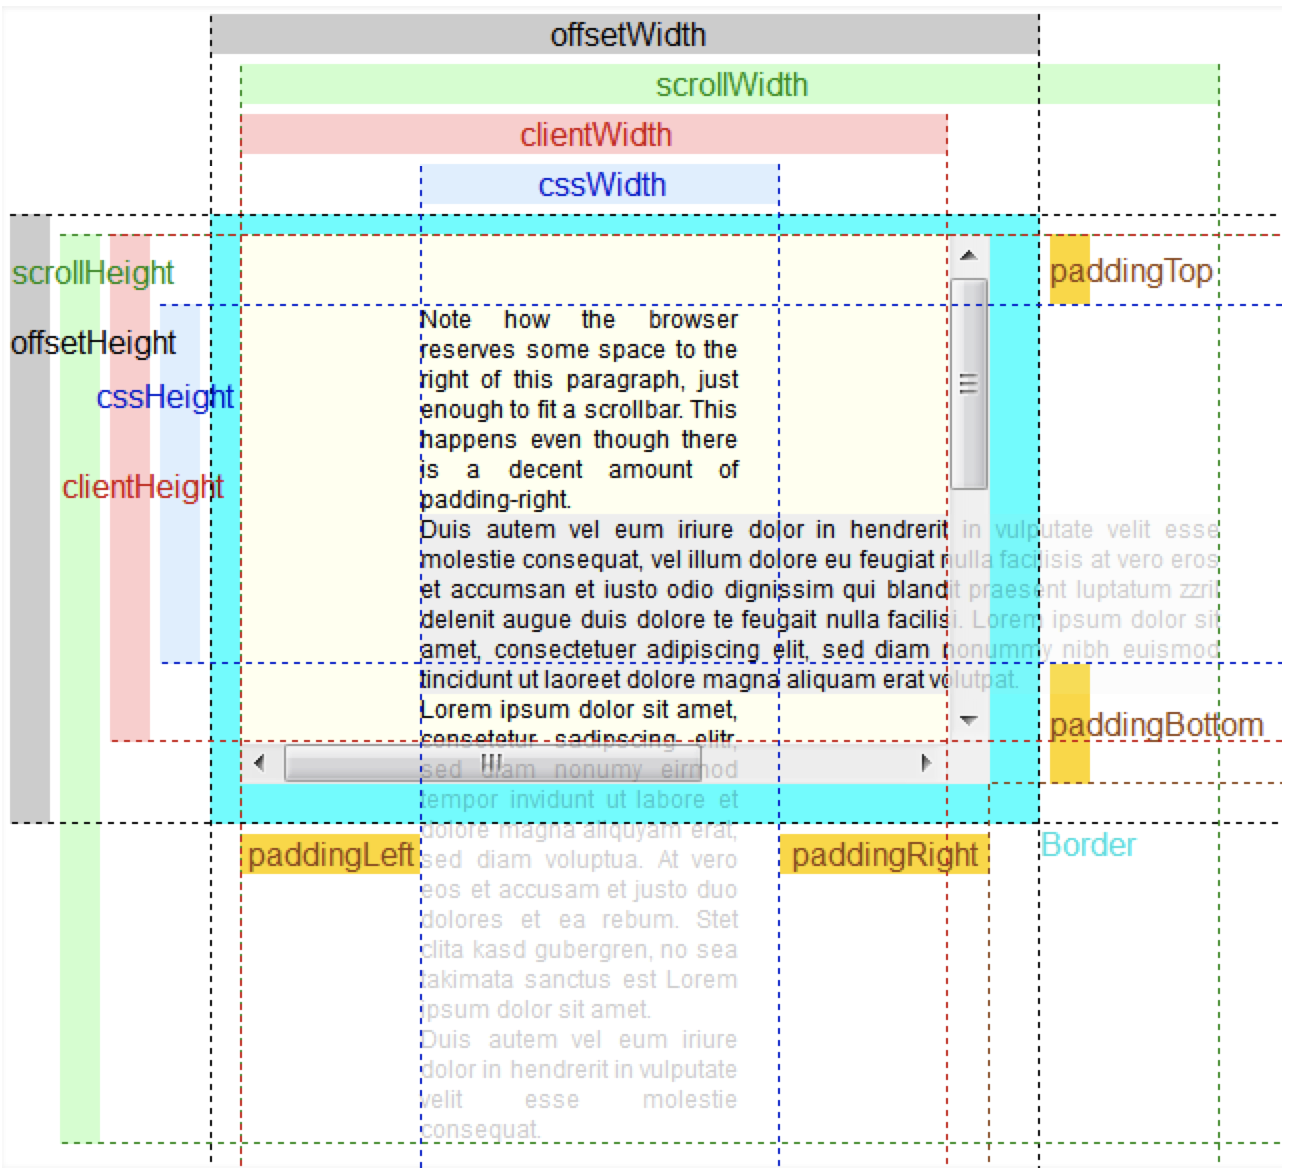 offsetWidth
scrollWidth
clientWidth
cssWidth
scrollHeight
offsetHeight
cssHeight
clientHeight
paddingTop
Note how the browser
reserves some space to the
right of this paragraph, just
enough to fit a scrollbar. This
happens even though there
is a decent amount of
padding-right.
Duis autem vel eum iriure dolor in hendrerit in vulputate velit esse
molestie consequat, vel illum dolore eu feugiat nulla facilisis at vero eros
et accumsan et iusto odio dignissim qui blandit praesent luptatum zzril
delenit augue duis dolore te feugait nulla facilisi. Lorem ipsum dolor sit
amet, consectetuer adipiscing elit, sed diam nonummy nibh euismod
tincidunt ut laoreet dolore magna aliquam erat volutpat.
Lorem ipsum dolor sit amet,
consetetur sadipscing elitr,
sed diam nonumy eirmod
tempor invidunt ut labore et
dolore magna aliquyam erat,
sed diam voluptua. At vero
eos et accusam et justo duo
dolores et ea rebum. Stet
clita kasd gubergren, no sea
takimata sanctus est Lorem
ipsum dolor sit amet.
Duis autem vel eum iriure
dolor in hendrerit in vulputate
velit esse molestie
consequat.
paddingBottom
paddingLeft
paddingRight
Border